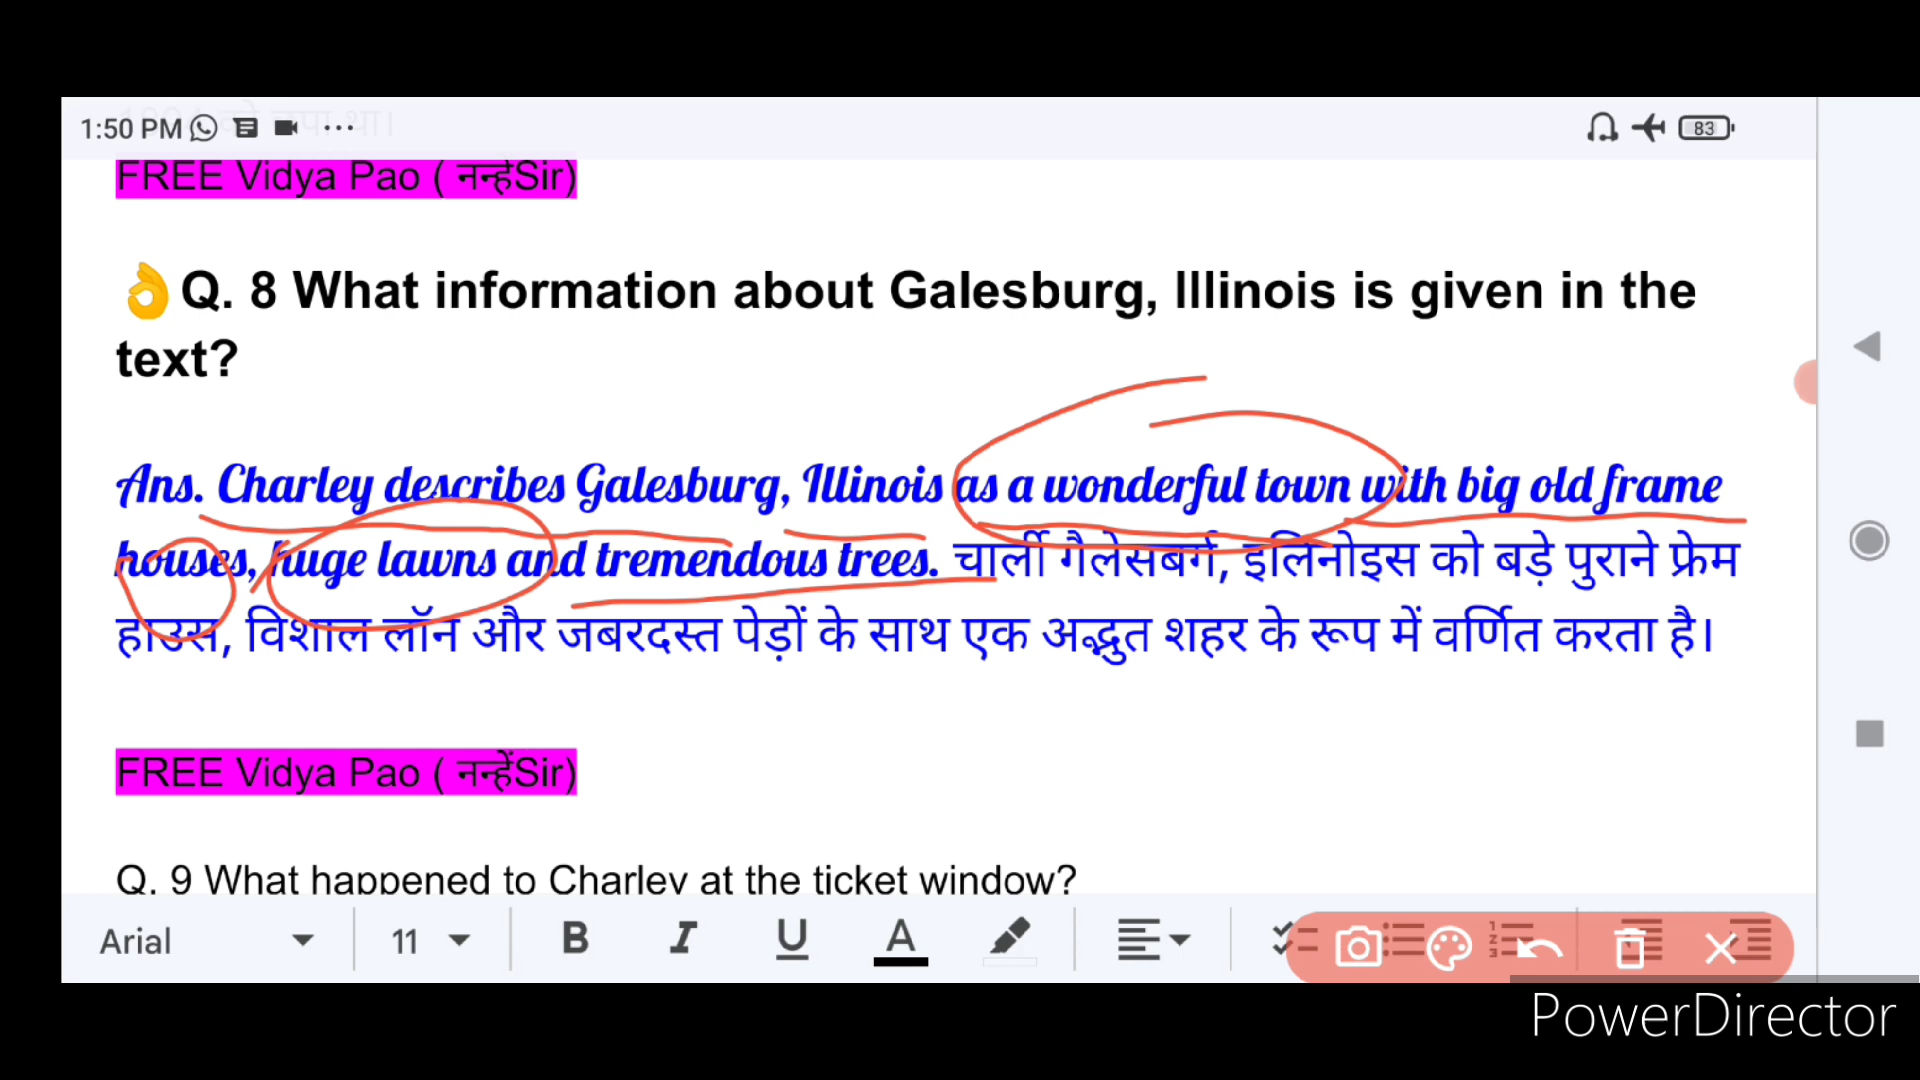 1:50 PM
83
FREE Vidya Pao ( नन्हेंSir)
👌Q. 8 What information about Galesburg, Illinois is given in the
text?
Ans. Charley describes Galesburg, Illinois as a wonderful town with big old frame
houses, huge lawns and tremendous trees. चार्ली गैलेसबर्ग, इलिनोइस को बड़े पुराने फ्रेम
हाउस, विशाल लॉन और जबरदस्त पेड़ों के साथ एक अद्भुत शहर के रूप में वर्णित करता है।
FREE Vidya Pao ( नन्हेंSir)
Q. 9 What happened to Charley at the ticket window?
Arial 11 B I U A
PowerDirector